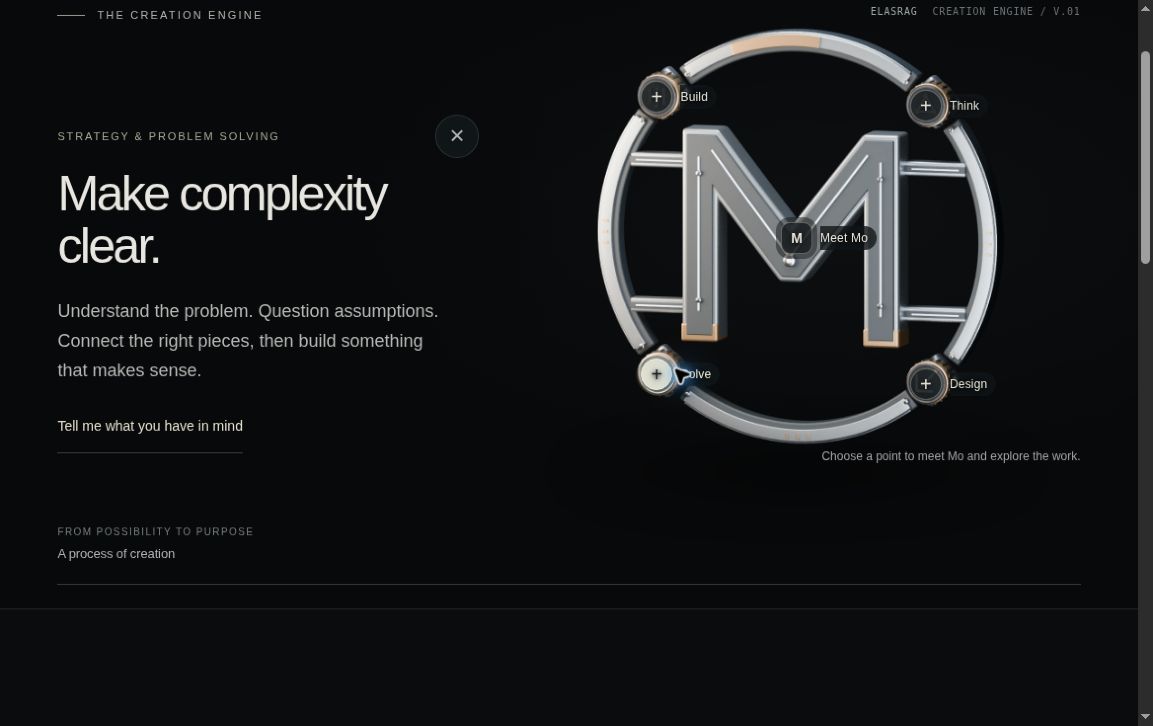 THE CREATION ENGINE
ELASRAG CREATION ENGINE / V.01
Build
Think
STRATEGY & PROBLEM SOLVING
Make complexity
clear.
M Meet Mo
Understand the problem. Question assumptions.
Connect the right pieces, then build something
that makes sense.
olve
Design
Tell me what you have in mind
Choose a point to meet Mo and explore the work.
FROM POSSIBILITY TO PURPOSE
A process of creation